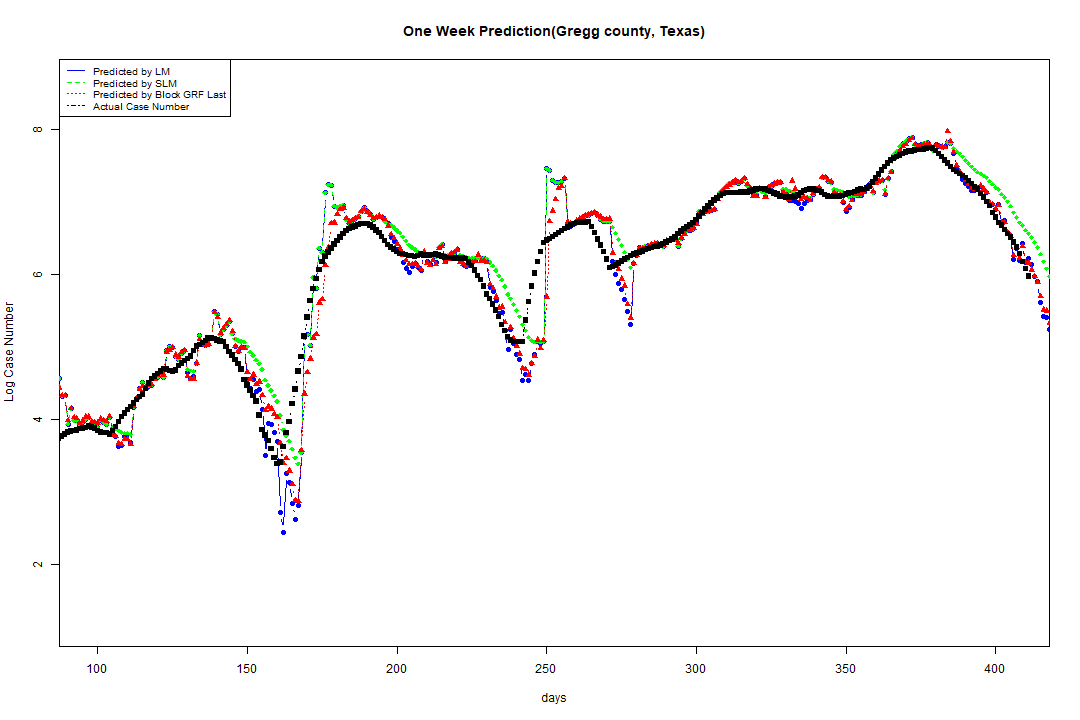 One Week Prediction(Gregg county, Texas)
Predicted by LM
Predicted by SLM
Predicted by Block GRF Last
Actual Case Number
8
6
4
2
Log Case Number
100 150 200 250 300 350 400
days